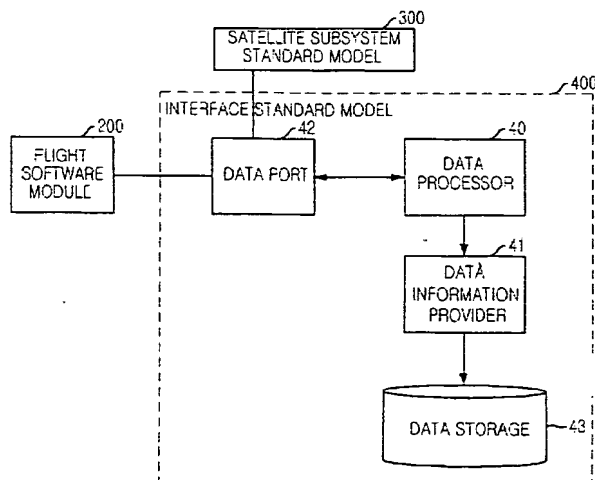 300
SATELLITE SUBSYSTEM
STANDARD MODEL
400
INTERFACE STANDARD MODEL
200
FLIGHT
SOFTWARE
MODULE
42
DATA PORT
40
DATA
PROCESSOR
41
DATA
INFORMATION
PROVIDER
DATA STORAGE
43